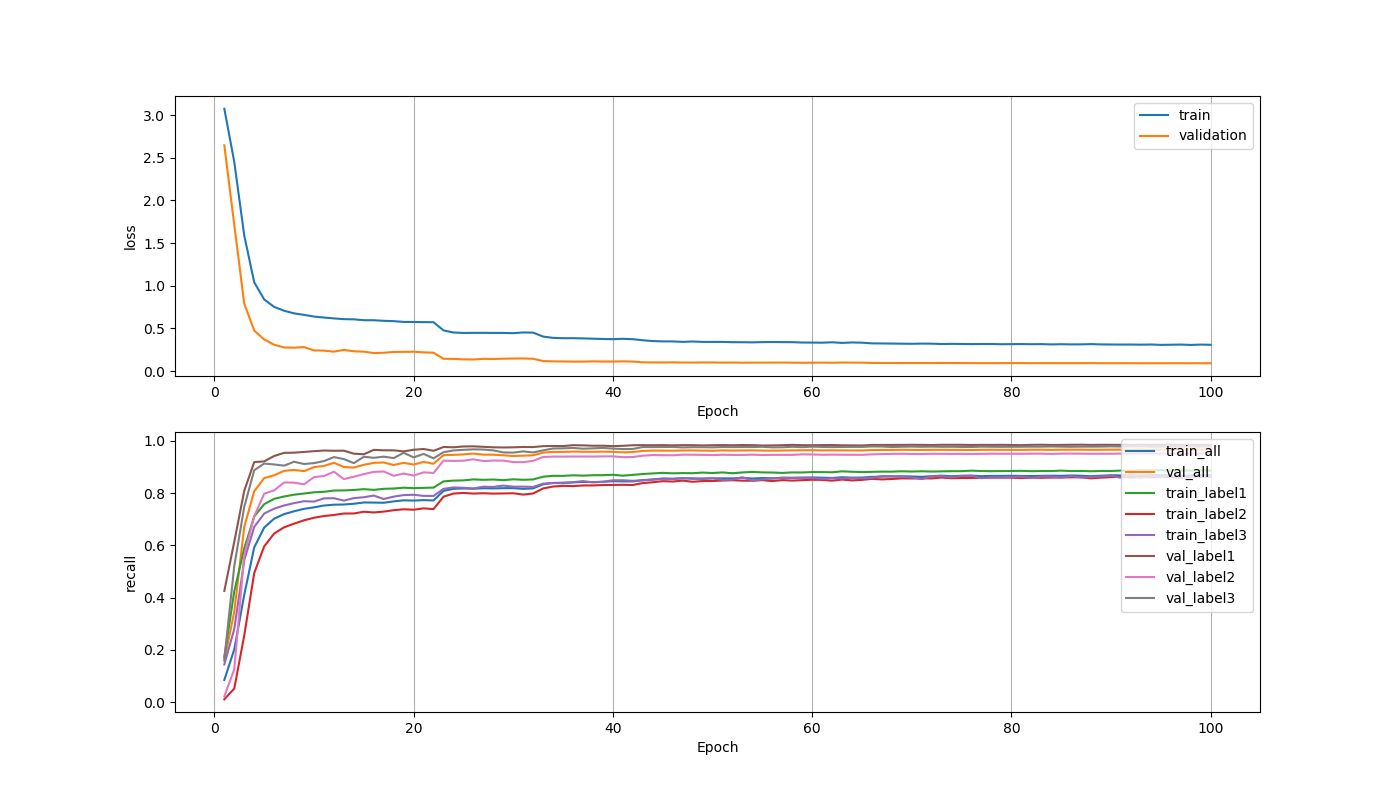 3.0
2.5
2.0
1.5
1.0
0.5
0.0
loss
train
validation
0 20 40 60 80 100
Epoch
1.0
0.8
0.6
0.4
0.2
0.0
recall
train_all
val_all
train_label1
train_label2
train_label3
val_label1
val_label2
val_label3
0 20 40 60 80 100
Epoch